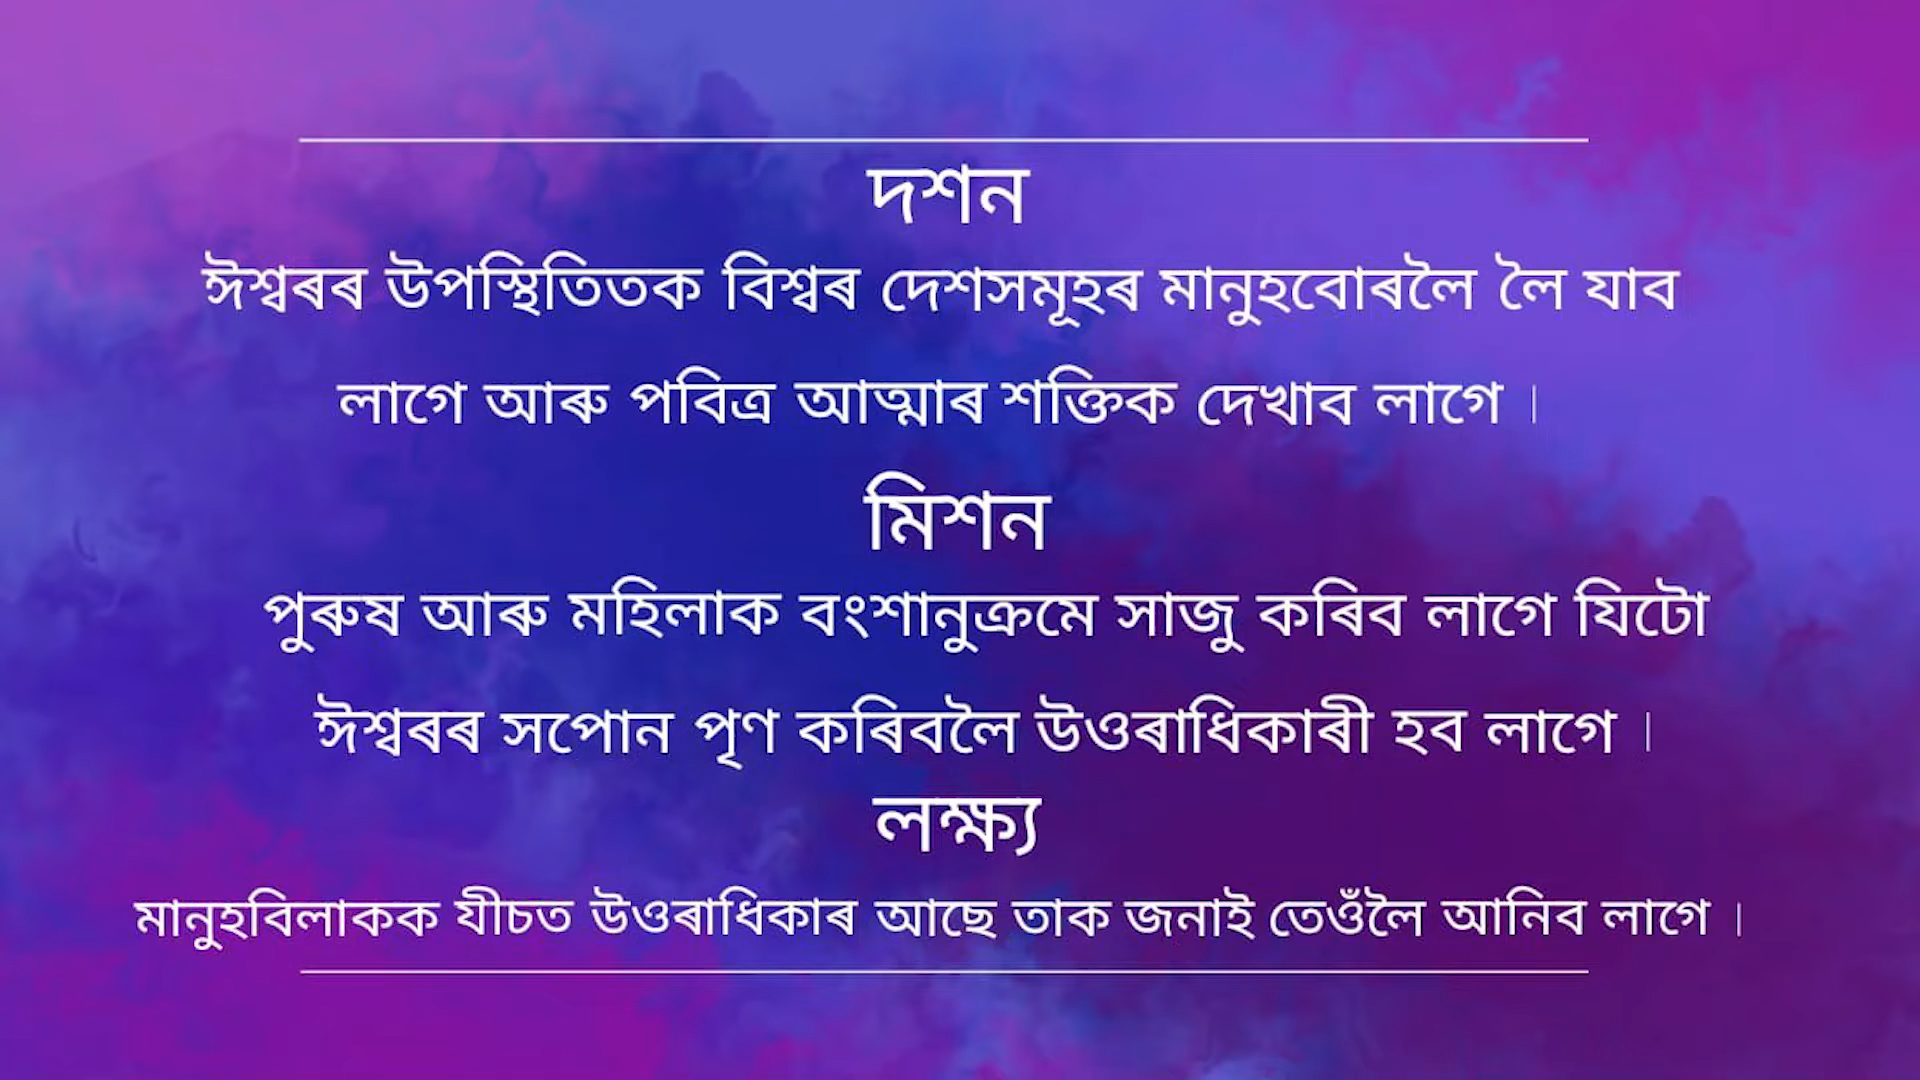 দশন
ঈশ্বৰৰ উপস্থিতিতক বিশ্বৰ দেশসমূহৰ মানুহবোৰলৈ লৈ যাব
লাগে আৰু পবিত্ৰ আত্মাৰ শক্তিক দেখাব লাগে ।
মিশন
পুৰুষ আৰু মহিলাক বংশানুক্ৰমে সাজু কৰিব লাগে যিটো
ঈশ্বৰৰ সপোন পৃণ কৰিবলৈ উওৰাধিকাৰী হব লাগে ।
লক্ষ্য
মানুহবিলাকক যীচত উওৰাধিকাৰ আছে তাক জনাই তেওঁলৈ আনিব লাগে ।